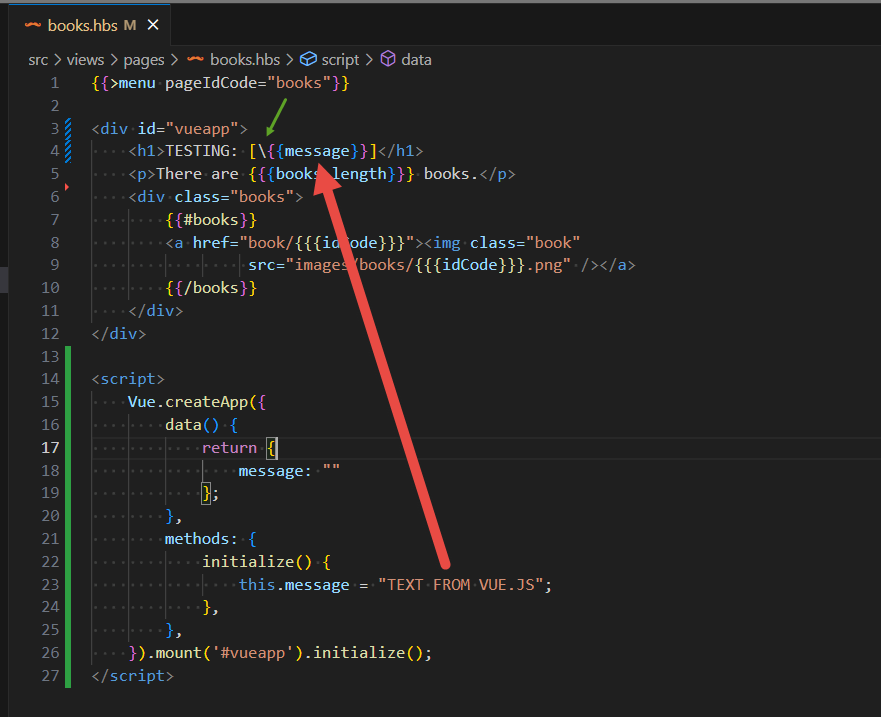 books.hbs M
src > views > pages > books.hbs > script > data
1 {{>menu pageIdCode="books"}}
2
3 <div id="vueapp">
4 <h1>TESTING: [\{{message}}]</h1>
5 <p>There are {{{books.length}}} books.</p>
6 <div class="books">
7 {{#books}}
8 <a href="book/{{{idCode}}}"><img class="book"
9 src="images/books/{{{idCode}}}.png" /></a>
10 {{/books}}
11 </div>
12 </div>
13
14 <script>
15 Vue.createApp({
16 data() {
17 return {
18 message: ""
19 };
20 },
21 methods: {
22 initialize() {
23 this.message = "TEXT FROM VUE.JS";
24 },
25 },
26 }).mount('#vueapp').initialize();
27 </script>